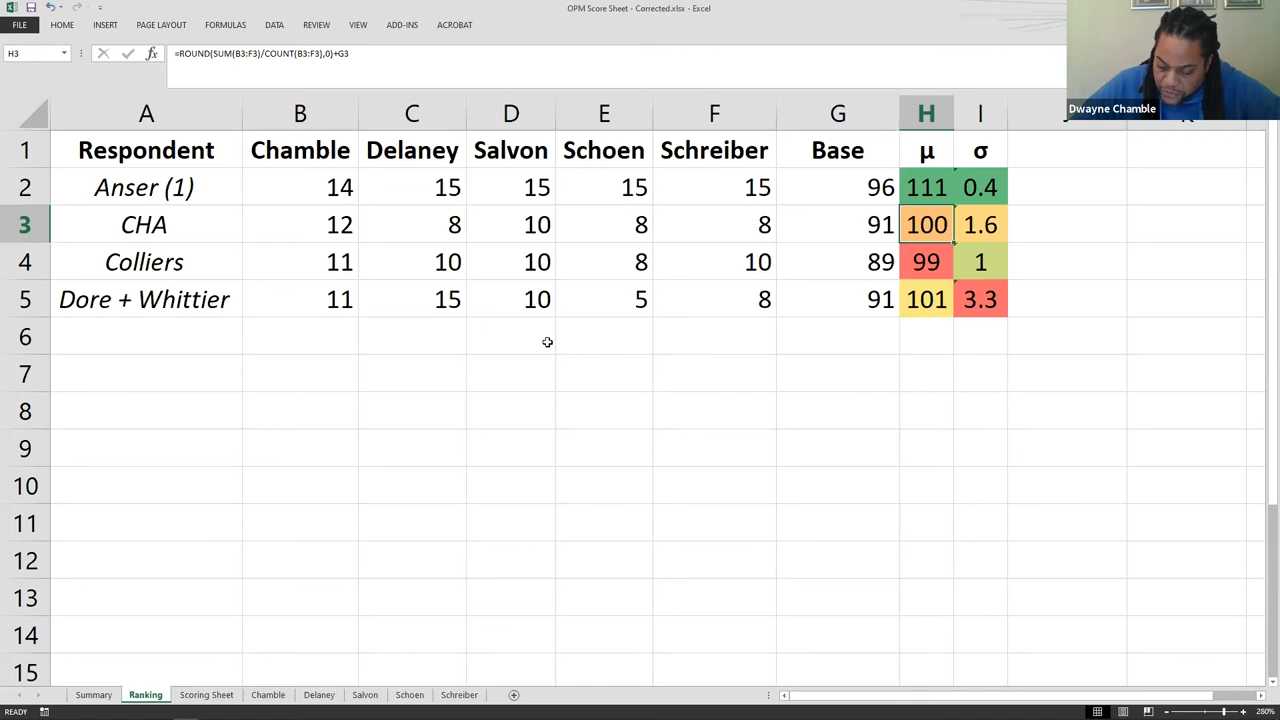 OPM Score Sheet - Corrected.xlsx - Excel
FILE HOME INSERT PAGE LAYOUT FORMULAS DATA REVIEW VIEW ADD-INS ACROBAT
H3 fx =ROUND(SUM(B3:F3)/COUNT(B3:F3),0)+G3
Dwayne Chamble
A B C D E F G H I
1 Respondent Chamble Delaney Salvon Schoen Schreiber Base μ σ
2 Anser (1) 14 15 15 15 15 96 111 0.4
3 CHA 12 8 10 8 8 91 100 1.6
4 Colliers 11 10 10 8 10 89 99 1
5 Dore + Whittier 11 15 10 5 8 91 101 3.3
6
7
8
9
10
11
12
13
14
15
Summary Ranking Scoring Sheet Chamble Delaney Salvon Schoen Schreiber
READY 280%